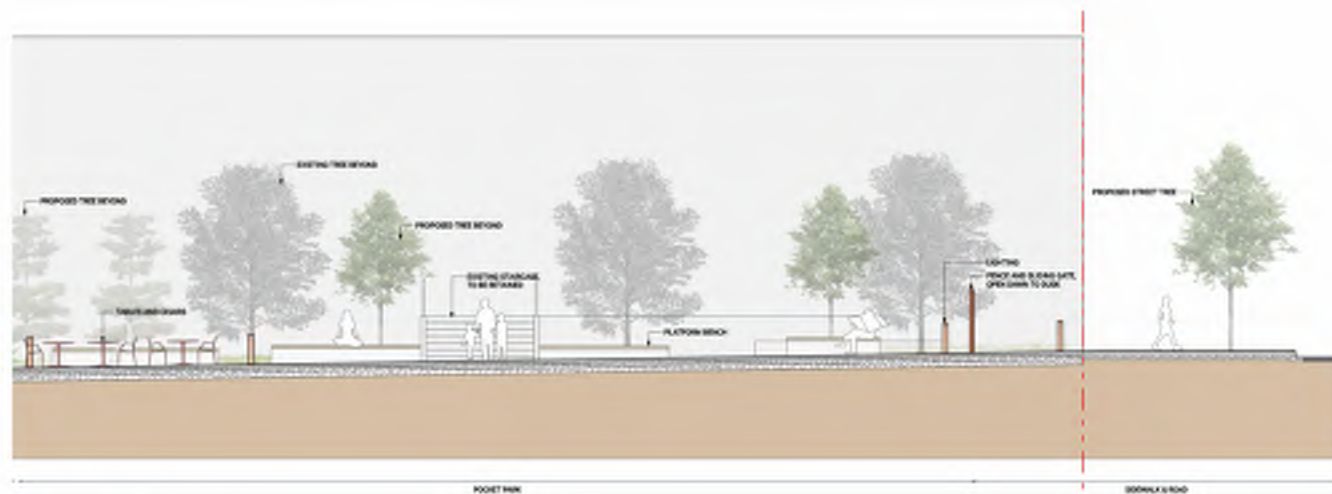 EXISTING TREE BEYOND
PROPOSED TREE BEYOND
PROPOSED TREE BEYOND
PROPOSED STREET TREE
EXISTING STAIRCASE
TO BE RETAINED
LIGHTING
FENCE AND SLIDING GATE,
OPEN DAWN TO DUSK
TABLES AND CHAIRS
PLATFORM BENCH
POCKET PARK
SIDEWALK & ROAD